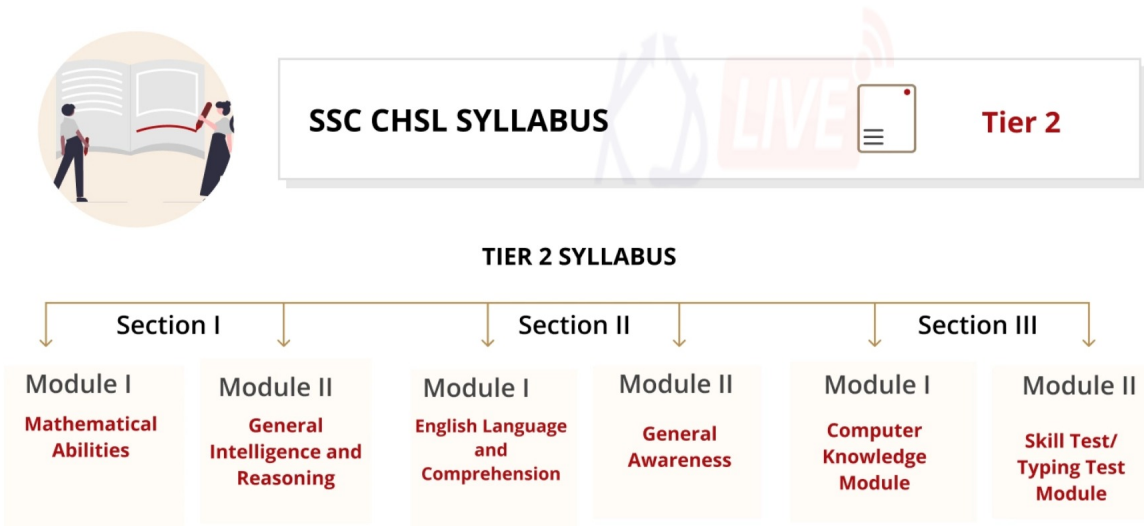 SSC CHSL SYLLABUS
LIVE
Tier 2
TIER 2 SYLLABUS
Section I
Section II
Section III
Module I
Mathematical
Abilities
Module II
General
Intelligence and
Reasoning
Module I
English Language
and
Comprehension
Module II
General
Awareness
Module I
Computer
Knowledge
Module
Module II
Skill Test/
Typing Test
Module